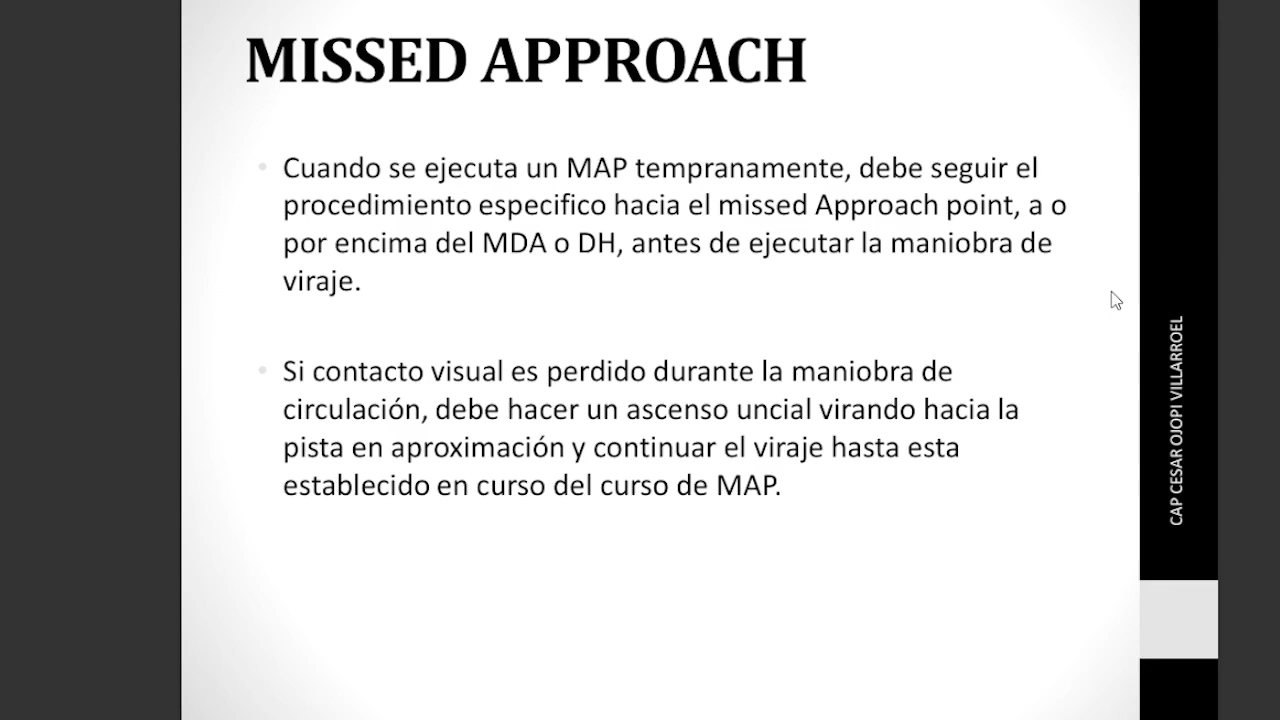 MISSED APPROACH
• Cuando se ejecuta un MAP tempranamente, debe seguir el
procedimiento especifico hacia el missed Approach point, a o
por encima del MDA o DH, antes de ejecutar la maniobra de
viraje.
• Si contacto visual es perdido durante la maniobra de
circulación, debe hacer un ascenso uncial virando hacia la
pista en aproximación y continuar el viraje hasta esta
establecido en curso del curso de MAP.
CAP CESAR OJOPI VILLARROEL